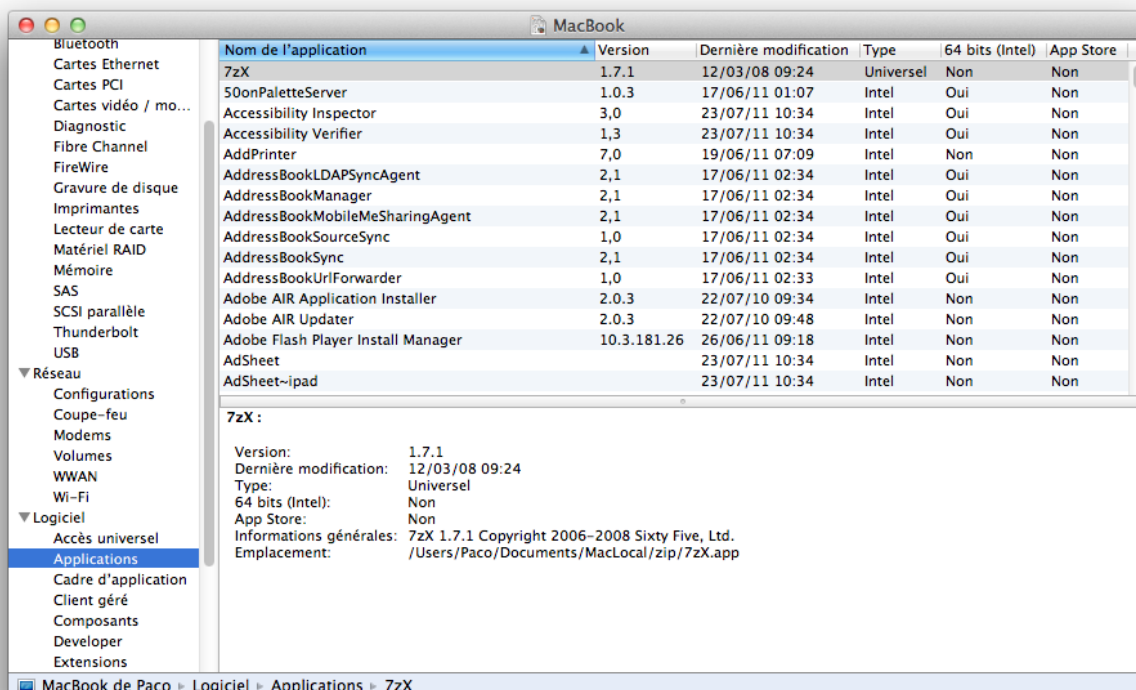 MacBook
Bluetooth
Cartes Ethernet
Cartes PCI
Cartes vidéo / mo...
Diagnostic
Fibre Channel
FireWire
Gravure de disque
Imprimantes
Lecteur de carte
Matériel RAID
Mémoire
SAS
SCSI parallèle
Thunderbolt
USB
Réseau
Configurations
Coupe-feu
Modems
Volumes
WWAN
Wi-Fi
Logiciel
Accès universel
Applications
Cadre d'application
Client géré
Composants
Developer
Extensions
Nom de l'application Version Dernière modification Type 64 bits (Intel) App Store
7zX 1.7.1 12/03/08 09:24 Universel Non Non
50onPaletteServer 1.0.3 17/06/11 01:07 Intel Oui Non
Accessibility Inspector 3,0 23/07/11 10:34 Intel Oui Non
Accessibility Verifier 1,3 23/07/11 10:34 Intel Oui Non
AddPrinter 7,0 19/06/11 07:09 Intel Non Non
AddressBookLDAPSyncAgent 2,1 17/06/11 02:34 Intel Oui Non
AddressBookManager 2,1 17/06/11 02:34 Intel Oui Non
AddressBookMobileMeSharingAgent 2,1 17/06/11 02:34 Intel Oui Non
AddressBookSourceSync 1,0 17/06/11 02:34 Intel Oui Non
AddressBookSync 2,1 17/06/11 02:34 Intel Oui Non
AddressBookUrlForwarder 1,0 17/06/11 02:33 Intel Oui Non
Adobe AIR Application Installer 2.0.3 22/07/10 09:34 Intel Non Non
Adobe AIR Updater 2.0.3 22/07/10 09:48 Intel Non Non
Adobe Flash Player Install Manager 10.3.181.26 26/06/11 09:18 Intel Non Non
AdSheet 23/07/11 10:34 Intel Non Non
AdSheet~ipad 23/07/11 10:34 Intel Non Non
7zX :
Version: 1.7.1
Dernière modification: 12/03/08 09:24
Type: Universel
64 bits (Intel): Non
App Store: Non
Informations générales: 7zX 1.7.1 Copyright 2006-2008 Sixty Five, Ltd.
Emplacement: /Users/Paco/Documents/MacLocal/zip/7zX.app
MacBook de Paco ▸ Logiciel ▸ Applications ▸ 7zX